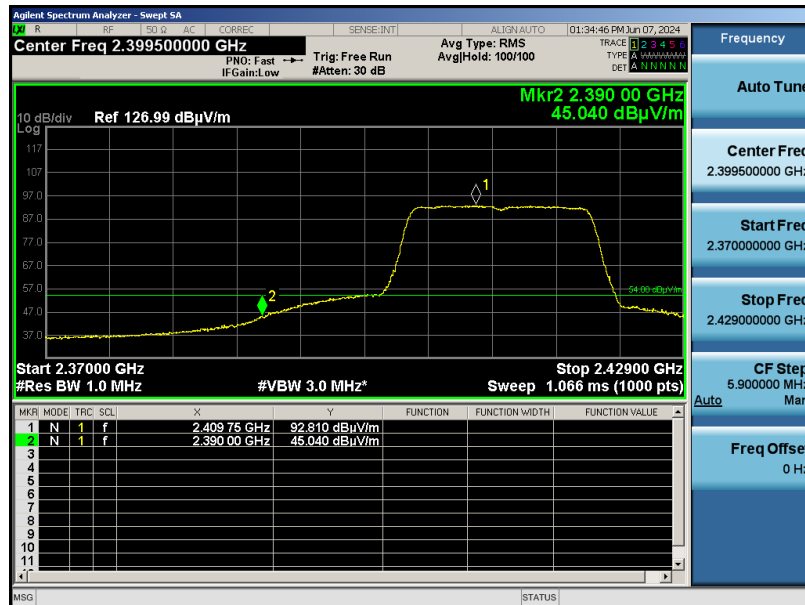 Agilent Spectrum Analyzer - Swept SA
LXI R RF 50 Ω AC CORREC SENSE:INT ALIGN AUTO 01:34:46 PM Jun 07, 2024
Center Freq 2.399500000 GHz
PNO: Fast
IFGain:Low
Trig: Free Run
#Atten: 30 dB
Avg Type: RMS
Avg|Hold: 100/100
TRACE 1 2 3 4 5 6
TYPE A WWWWW
DET A N N N N N
Mkr2 2.390 00 GHz
45.040 dBµV/m
10 dB/div Ref 126.99 dBµV/m
Log
117
107
97.0
87.0
77.0
67.0
57.0
47.0
37.0
1
2
54.00 dBµV/m
Start 2.37000 GHz Stop 2.42900 GHz
#Res BW 1.0 MHz #VBW 3.0 MHz* Sweep 1.066 ms (1000 pts)
MKR MODE TRC SCL X Y FUNCTION FUNCTION WIDTH FUNCTION VALUE
1 N 1 f 2.409 75 GHz 92.810 dBµV/m
2 N 1 f 2.390 00 GHz 45.040 dBµV/m
3
4
5
6
7
8
9
10
11
MSG STATUS
Frequency
Auto Tune
Center Freq
2.399500000 GHz
Start Freq
2.370000000 GHz
Stop Freq
2.429000000 GHz
CF Step
5.900000 MHz
Auto Man
Freq Offset
0 Hz